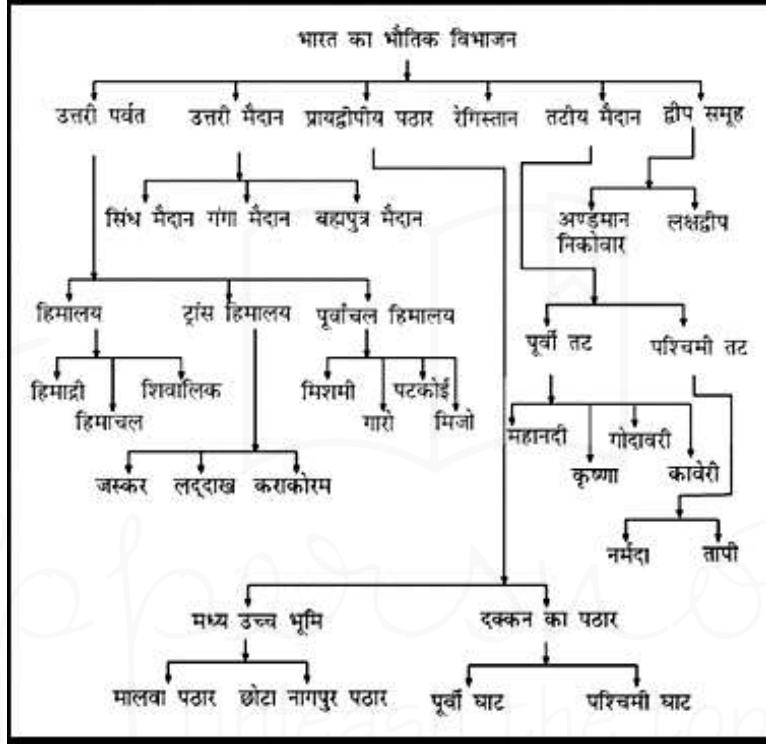 भारत का भौतिक विभाजन
उत्तरी पर्वत उत्तरी मैदान प्रायद्वीपीय पठार रेगिस्तान तटीय मैदान द्वीप समूह
सिंध मैदान गंगा मैदान बह्मपुत्र मैदान
अण्डमान
निकोवार
लक्षद्वीप
हिमालय ट्रांस हिमालय पूर्वांचल हिमालय
पूर्वी तट पश्चिमी तट
हिमाद्री शिवालिक मिशमी पटकोई
हिमाचल गारो मिजो
महानदी गोदावरी
कृष्णा कावेरी
जस्कर लद्दाख कराकोरम
नर्मदा तापी
मध्य उच्च भूमि दक्कन का पठार
मालवा पठार छोटा नागपुर पठार पूर्वी घाट पश्चिमी घाट